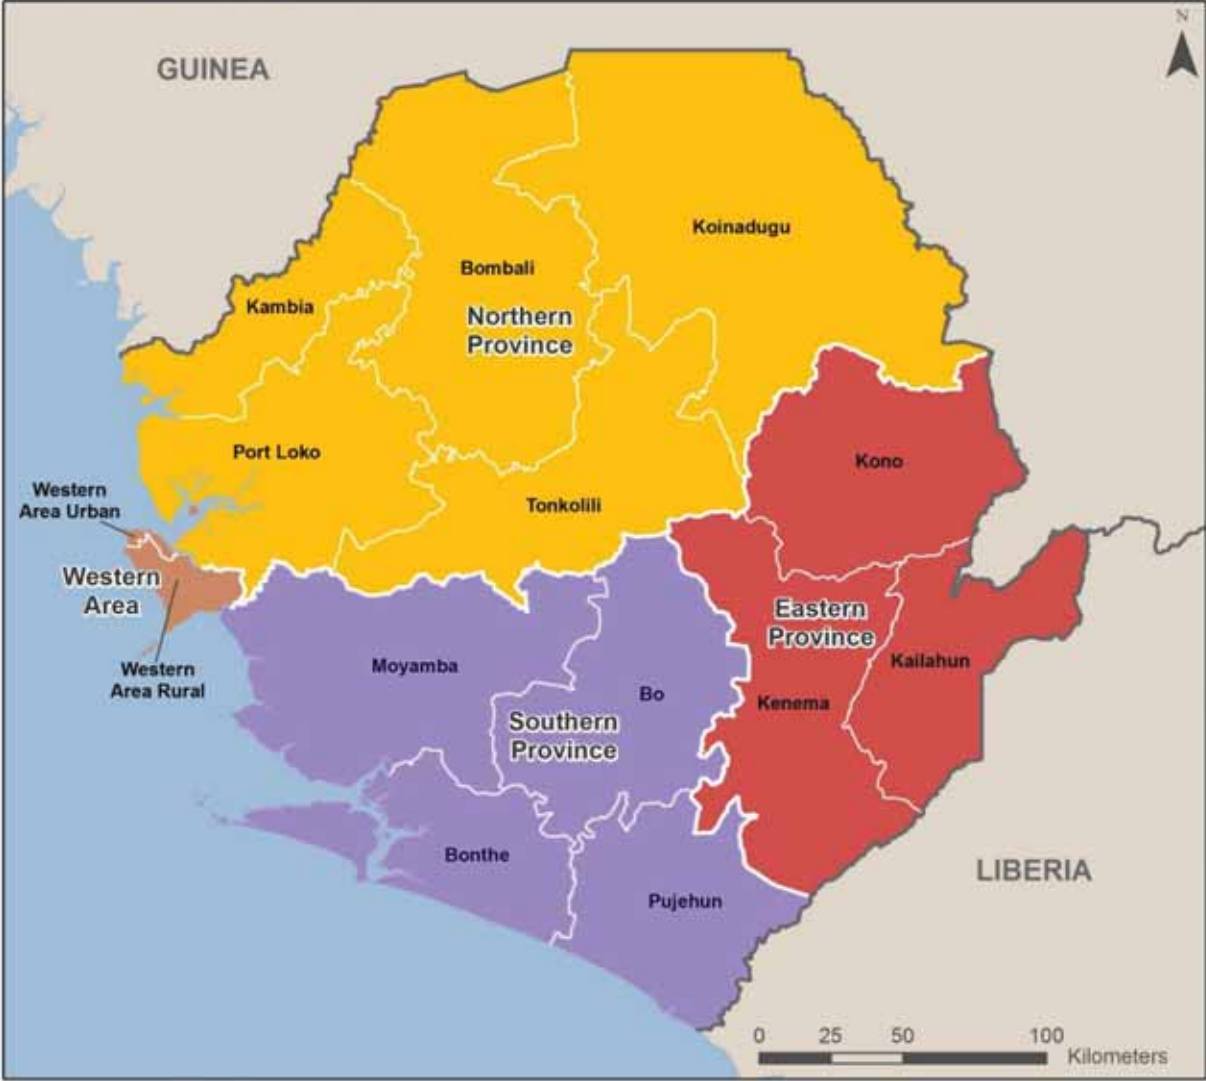 N
GUINEA
Koinadugu
Bombali
Kambia
Northern
Province
Port Loko
Kono
Western
Area Urban
Tonkolili
Western
Area
Eastern
Province
Western
Area Rural
Moyamba
Kailahun
Bo
Kenema
Southern
Province
Bonthe
LIBERIA
Pujehun
0 25 50 100
Kilometers